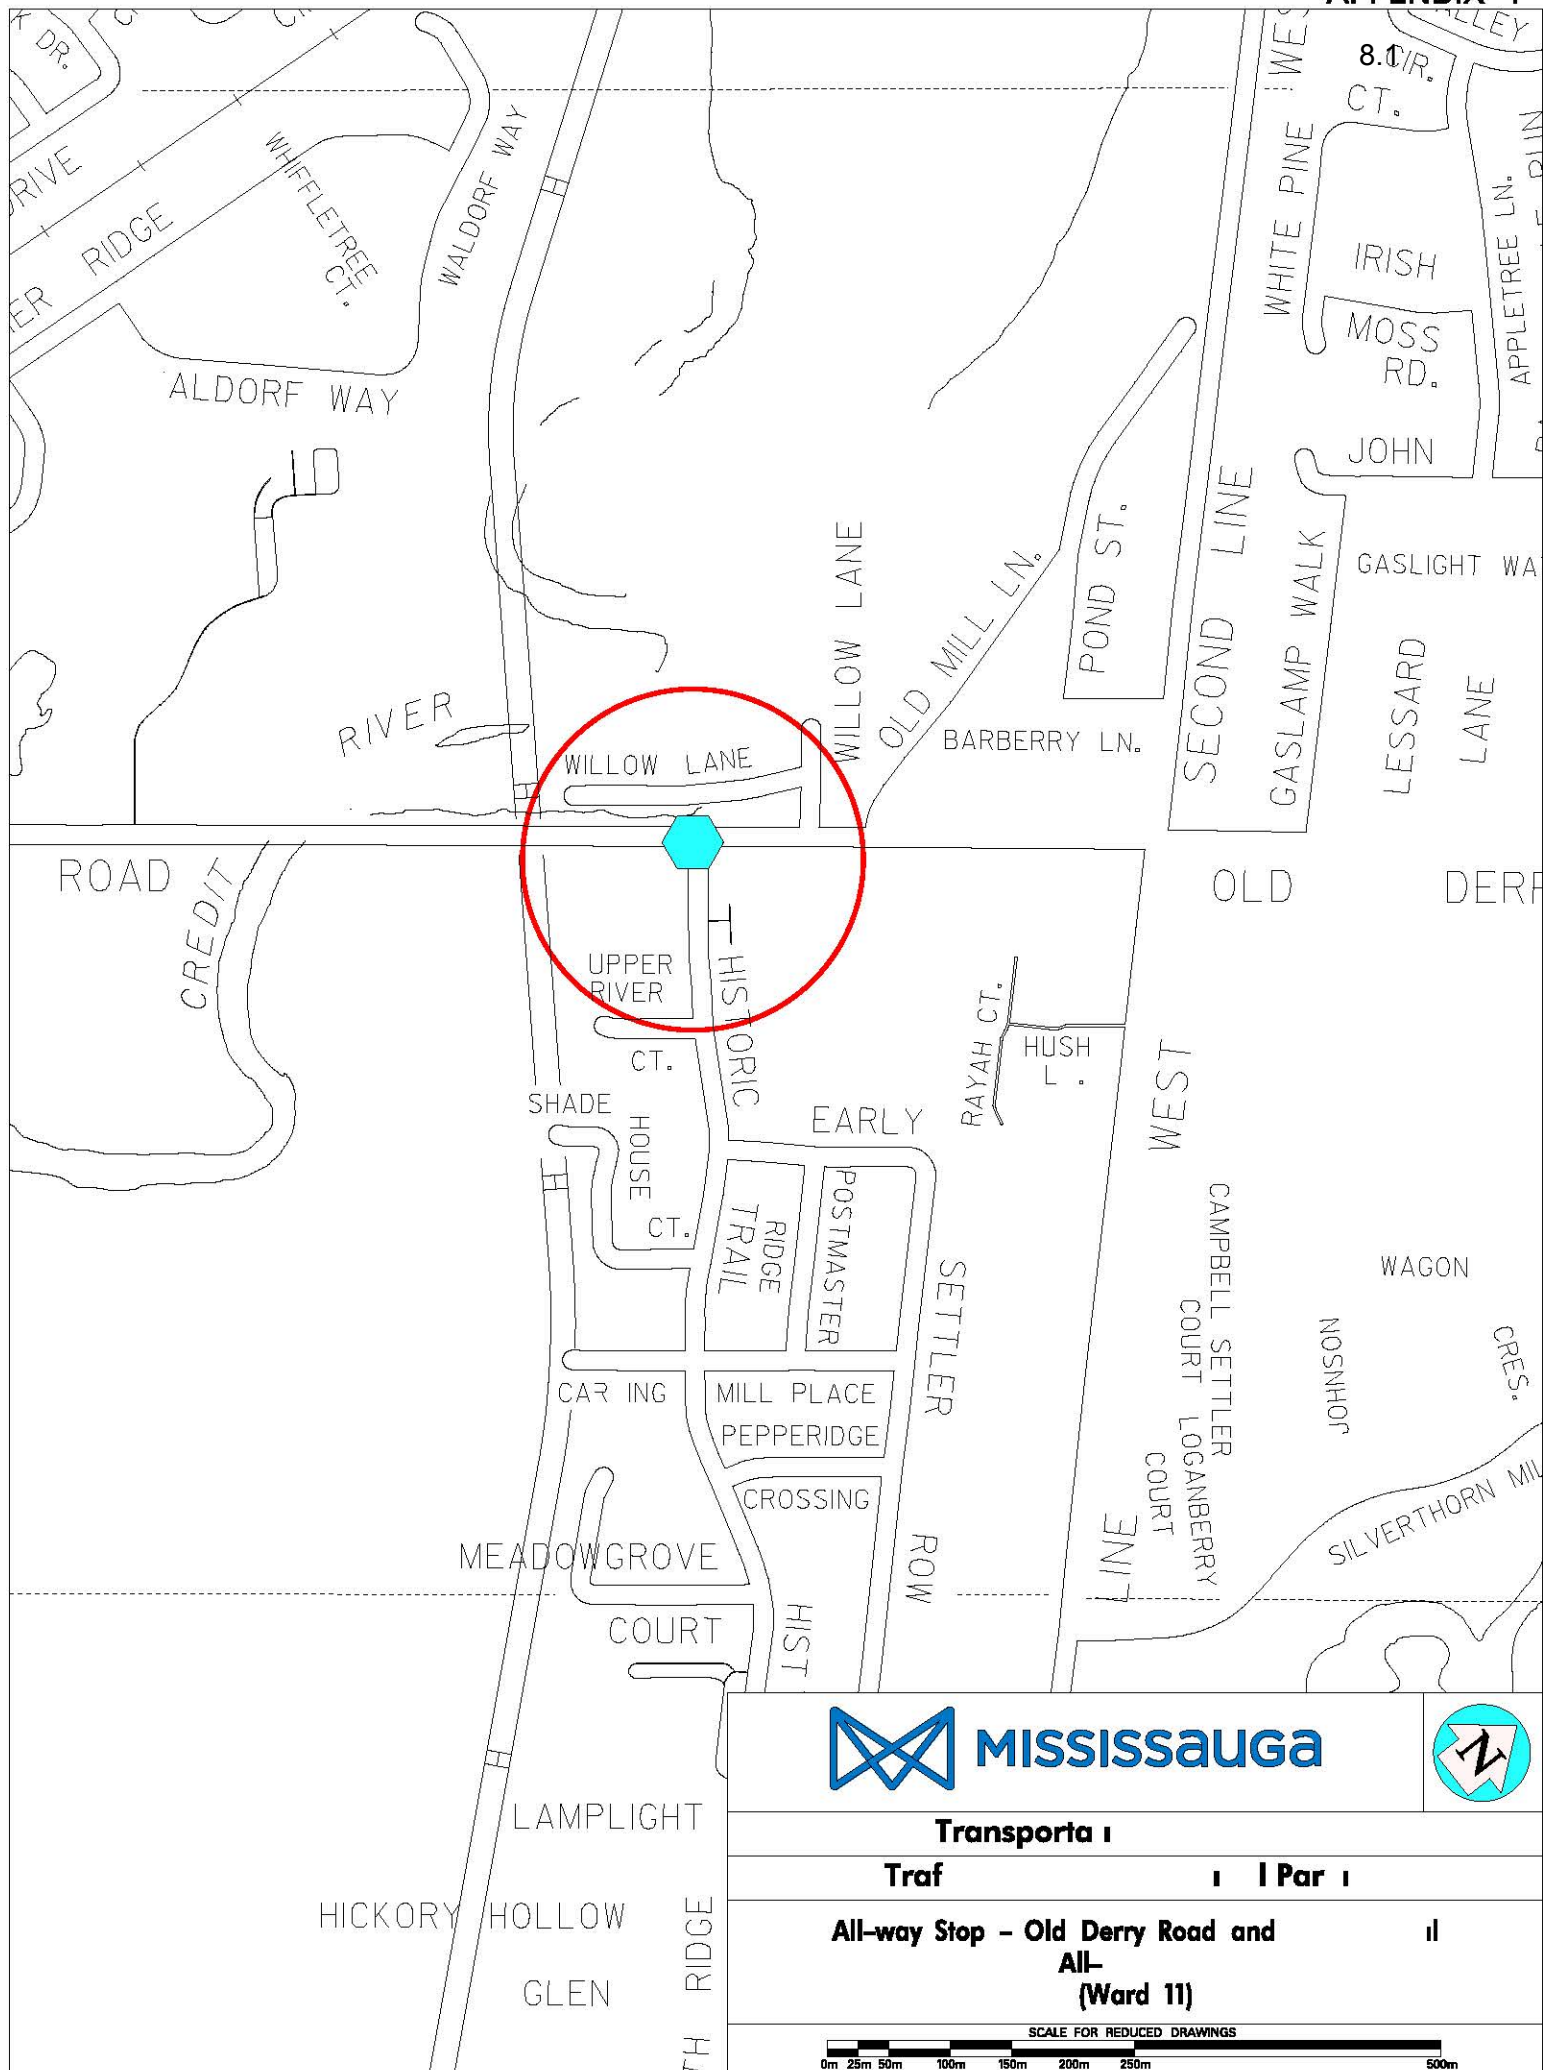 8.1
CIR.
CT.
DR.
WHITE PINE
WALDORF WAY
WHIFFLETREE
CT.
RIDGE
IRISH
MOSS
RD.
APPLETREE LN.
ALDORF WAY
JOHN
SECOND LINE
POND ST.
GASLAMP WALK
GASLIGHT
WILLOW LANE
OLD MILL LN.
LESSARD
LANE
RIVER
BARBERRY LN.
WILLOW LANE
ROAD
CREDIT
OLD
UPPER
RIVER
CT.
HISTORIC
RAYAH CT.
HUSH
L .
WEST
SHADE
HOUSE
CT.
EARLY
TRAIL
RIDGE
POSTMASTER
SETTLER
CAMPBELL SETTLER
COURT
WAGON
CRES.
JOHNSON
CAR ING
MILL PLACE
PEPPERIDGE
CROSSING
LOGANBERRY
COURT
SILVERTHORN
MEADOWGROVE
COURT
ROW
LINE
HIST
MISSISSAUGA
N
LAMPLIGHT
HICKORY HOLLOW
GLEN
RIDGE
TH
Transporta
Traf
Par
All-way Stop - Old Derry Road and
All-
(Ward 11)
SCALE FOR REDUCED DRAWINGS
0m 25m 50m 100m 150m 200m 250m 500m